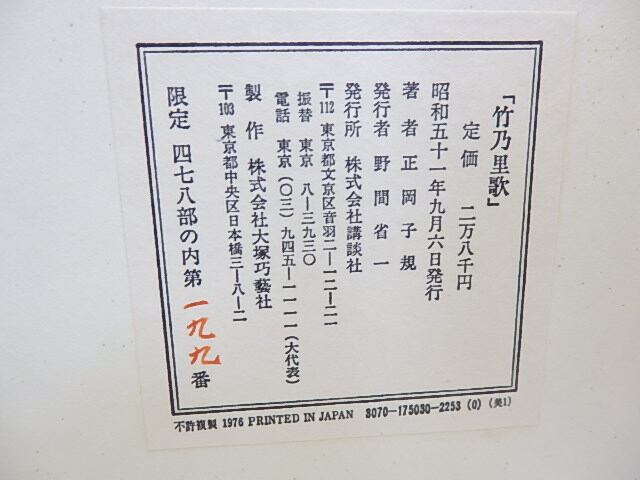 「竹乃里歌」
定価 二万八千円
昭和五十一年九月六日発行
著者 正岡子規
発行者 野間省一
発行所 株式会社講談社
〒112 東京都文京区音羽二―一二―二一
振替 東京 八―三九三〇
電話 東京(〇三)九四五―一一一一(大代表)
製作 株式会社大塚巧藝社
〒103 東京都中央区日本橋三―八―二
限定 四七八部の内第 一九九 番
不許複製 1976 PRINTED IN JAPAN 3070―175030―2253 (0) (美1)